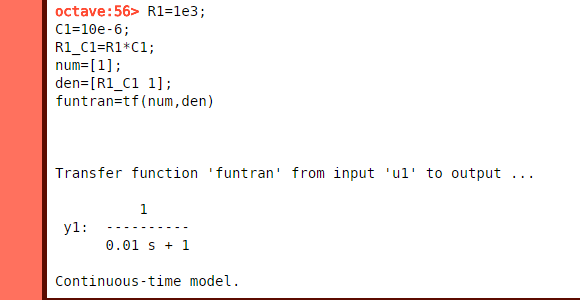 octave:56> R1=1e3;
C1=10e-6;
R1_C1=R1*C1;
num=[1];
den=[R1_C1 1];
funtran=tf(num,den)
Transfer function 'funtran' from input 'u1' to output ...
1
y1: ----------
0.01 s + 1
Continuous-time model.